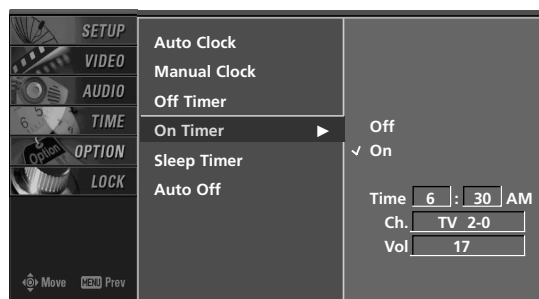 SETUP
VIDEO
AUDIO
TIME
OPTION
LOCK
Move MENU Prev
Auto Clock
Manual Clock
Off Timer
On Timer ►
Sleep Timer
Auto Off
Off
✓ On
Time 6 : 30 AM
Ch. TV 2-0
Vol 17